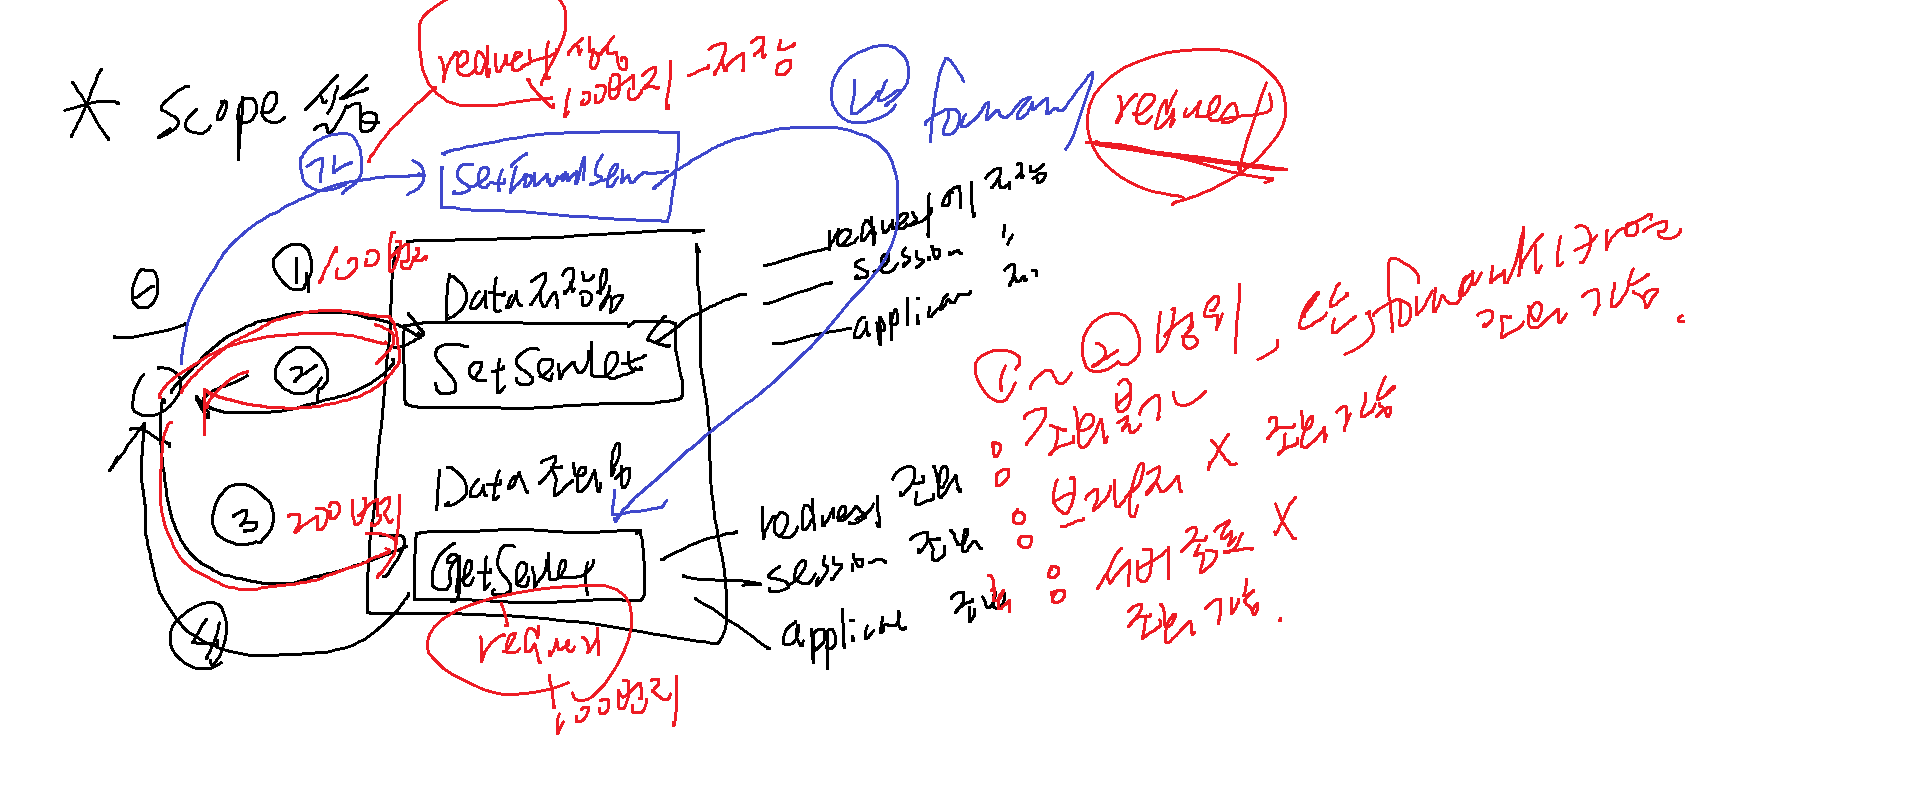 * Scope 실습
request 생성
100번지 - 저장
가
나 forward request
SetForwardServ
① 100번지
Data 저장용
SetServlet
②
request에 저장
session "
applican 저..
Data 조회용
GetServlet
③ 200번지
④
request
100번지
request 조회 : ① ~ ② 범위, 단, forward시 구역은 조회 가능.
조회불가
session 조회 : 브라우저 X 조회가능
applicae 조회 : 서버 종료 X
조회 가능.